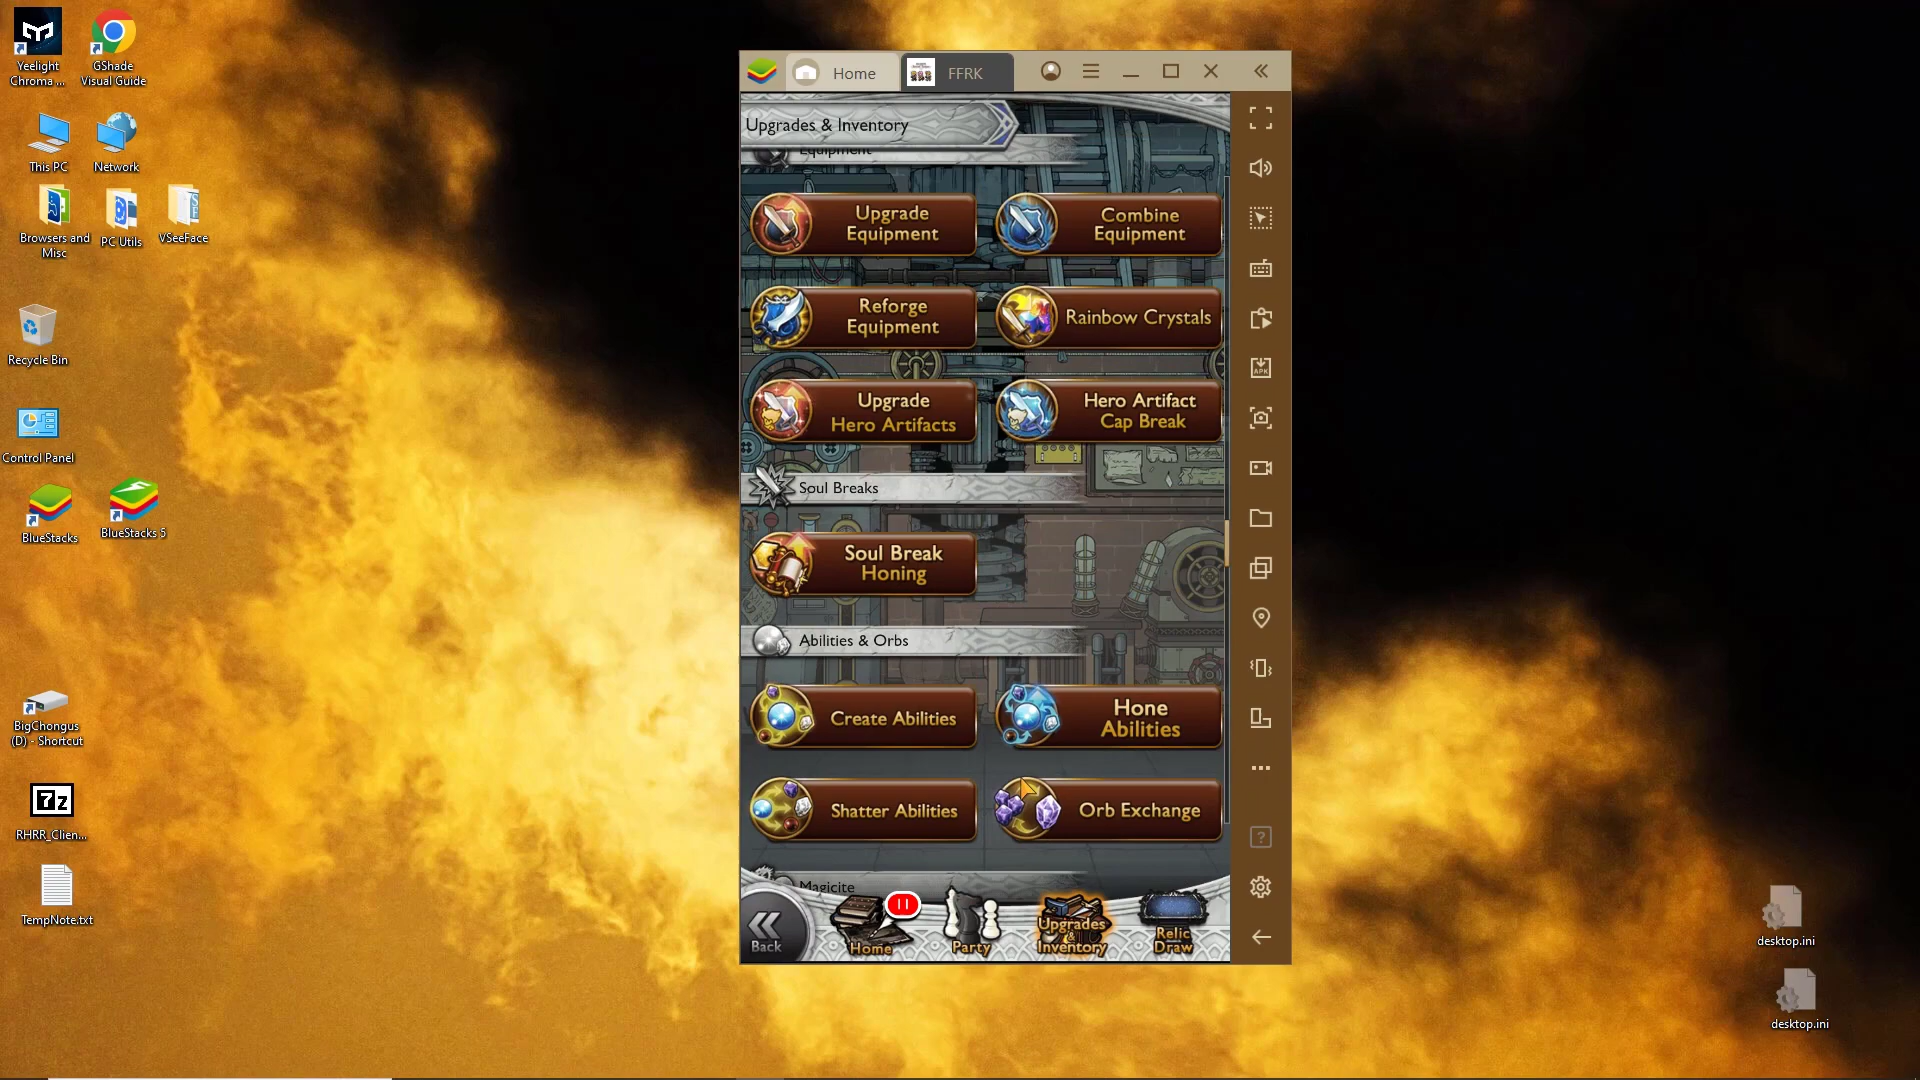 Yeelight
Chroma ...
GShade
Visual Guide
This PC
Network
Browsers and
Misc
PC Utils
VSeeFace
Recycle Bin
Control Panel
BlueStacks
BlueStacks 5
BigChongus
(D) - Shortcut
7z
RHRR_Clien...
TempNote.txt
Home
FFRK
Upgrades & Inventory
Equipment
Upgrade
Equipment
Combine
Equipment
Reforge
Equipment
Rainbow Crystals
Upgrade
Hero Artifacts
Hero Artifact
Cap Break
Soul Breaks
Soul Break
Honing
Abilities & Orbs
Create Abilities
Hone
Abilities
Shatter Abilities
Orb Exchange
Magicite
Back
11
Home
Party
Upgrades
&
Inventory
Relic
Draw
APK
?
desktop.ini
desktop.ini